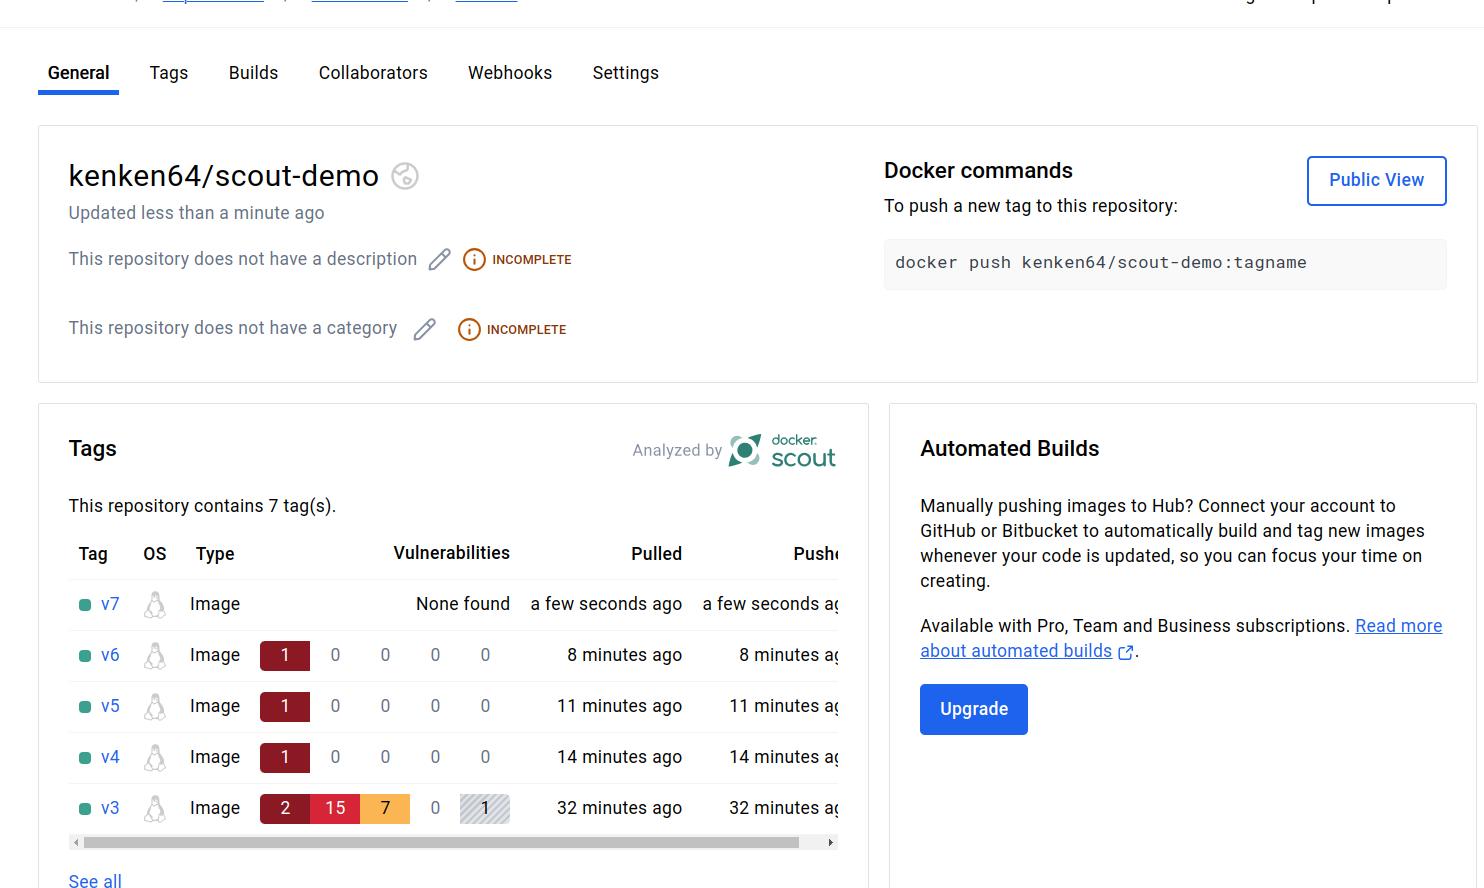 General Tags Builds Collaborators Webhooks Settings
kenken64/scout-demo
Updated less than a minute ago
This repository does not have a description INCOMPLETE
This repository does not have a category INCOMPLETE
Docker commands
Public View
To push a new tag to this repository:
docker push kenken64/scout-demo:tagname
Tags
Analyzed by docker scout
This repository contains 7 tag(s).
Tag OS Type Vulnerabilities Pulled Pushe
v7 Image None found a few seconds ago a few seconds ag
v6 Image 1 0 0 0 0 8 minutes ago 8 minutes ag
v5 Image 1 0 0 0 0 11 minutes ago 11 minutes ag
v4 Image 1 0 0 0 0 14 minutes ago 14 minutes ag
v3 Image 2 15 7 0 1 32 minutes ago 32 minutes ag
See all
Automated Builds
Manually pushing images to Hub? Connect your account to
GitHub or Bitbucket to automatically build and tag new images
whenever your code is updated, so you can focus your time on
creating.
Available with Pro, Team and Business subscriptions. Read more
about automated builds.
Upgrade